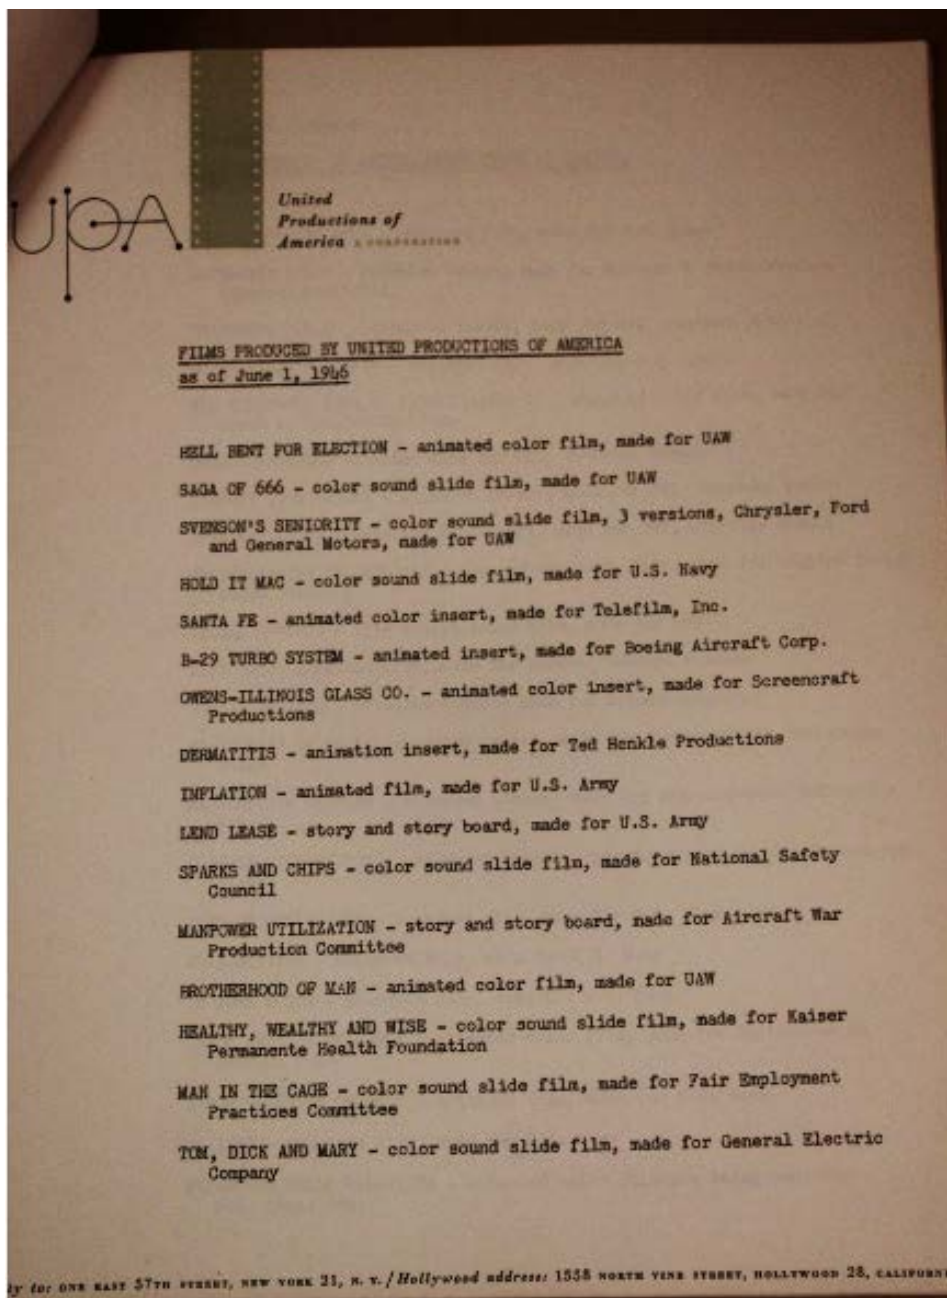 UPA
United
Productions of
America A CORPORATION
FILMS PRODUCED BY UNITED PRODUCTIONS OF AMERICA
as of June 1, 1946
HELL BENT FOR ELECTION - animated color film, made for UAW
SAGA OF 666 - color sound slide film, made for UAW
SVENSON'S SENIORITY - color sound slide film, 3 versions, Chrysler, Ford
and General Motors, made for UAW
HOLD IT MAC - color sound slide film, made for U.S. Navy
SANTA FE - animated color insert, made for Telefilm, Inc.
B-29 TURBO SYSTEM - animated insert, made for Boeing Aircraft Corp.
OWENS-ILLINOIS GLASS CO. - animated color insert, made for Screencraft
Productions
DERMATITIS - animation insert, made for Ted Henkle Productions
INFLATION - animated film, made for U.S. Army
LEND LEASE - story and story board, made for U.S. Army
SPARKS AND CHIPS - color sound slide film, made for National Safety
Council
MANPOWER UTILIZATION - story and story board, made for Aircraft War
Production Committee
BROTHERHOOD OF MAN - animated color film, made for UAW
HEALTHY, WEALTHY AND WISE - color sound slide film, made for Kaiser
Permanente Health Foundation
MAN IN THE CAGE - color sound slide film, made for Fair Employment
Practices Committee
TOM, DICK AND MARY - color sound slide film, made for General Electric
Company
ly to: ONE EAST 57TH STREET, NEW YORK 21, N. Y. / Hollywood address: 1558 NORTH VINE STREET, HOLLYWOOD 28, CALIFORN